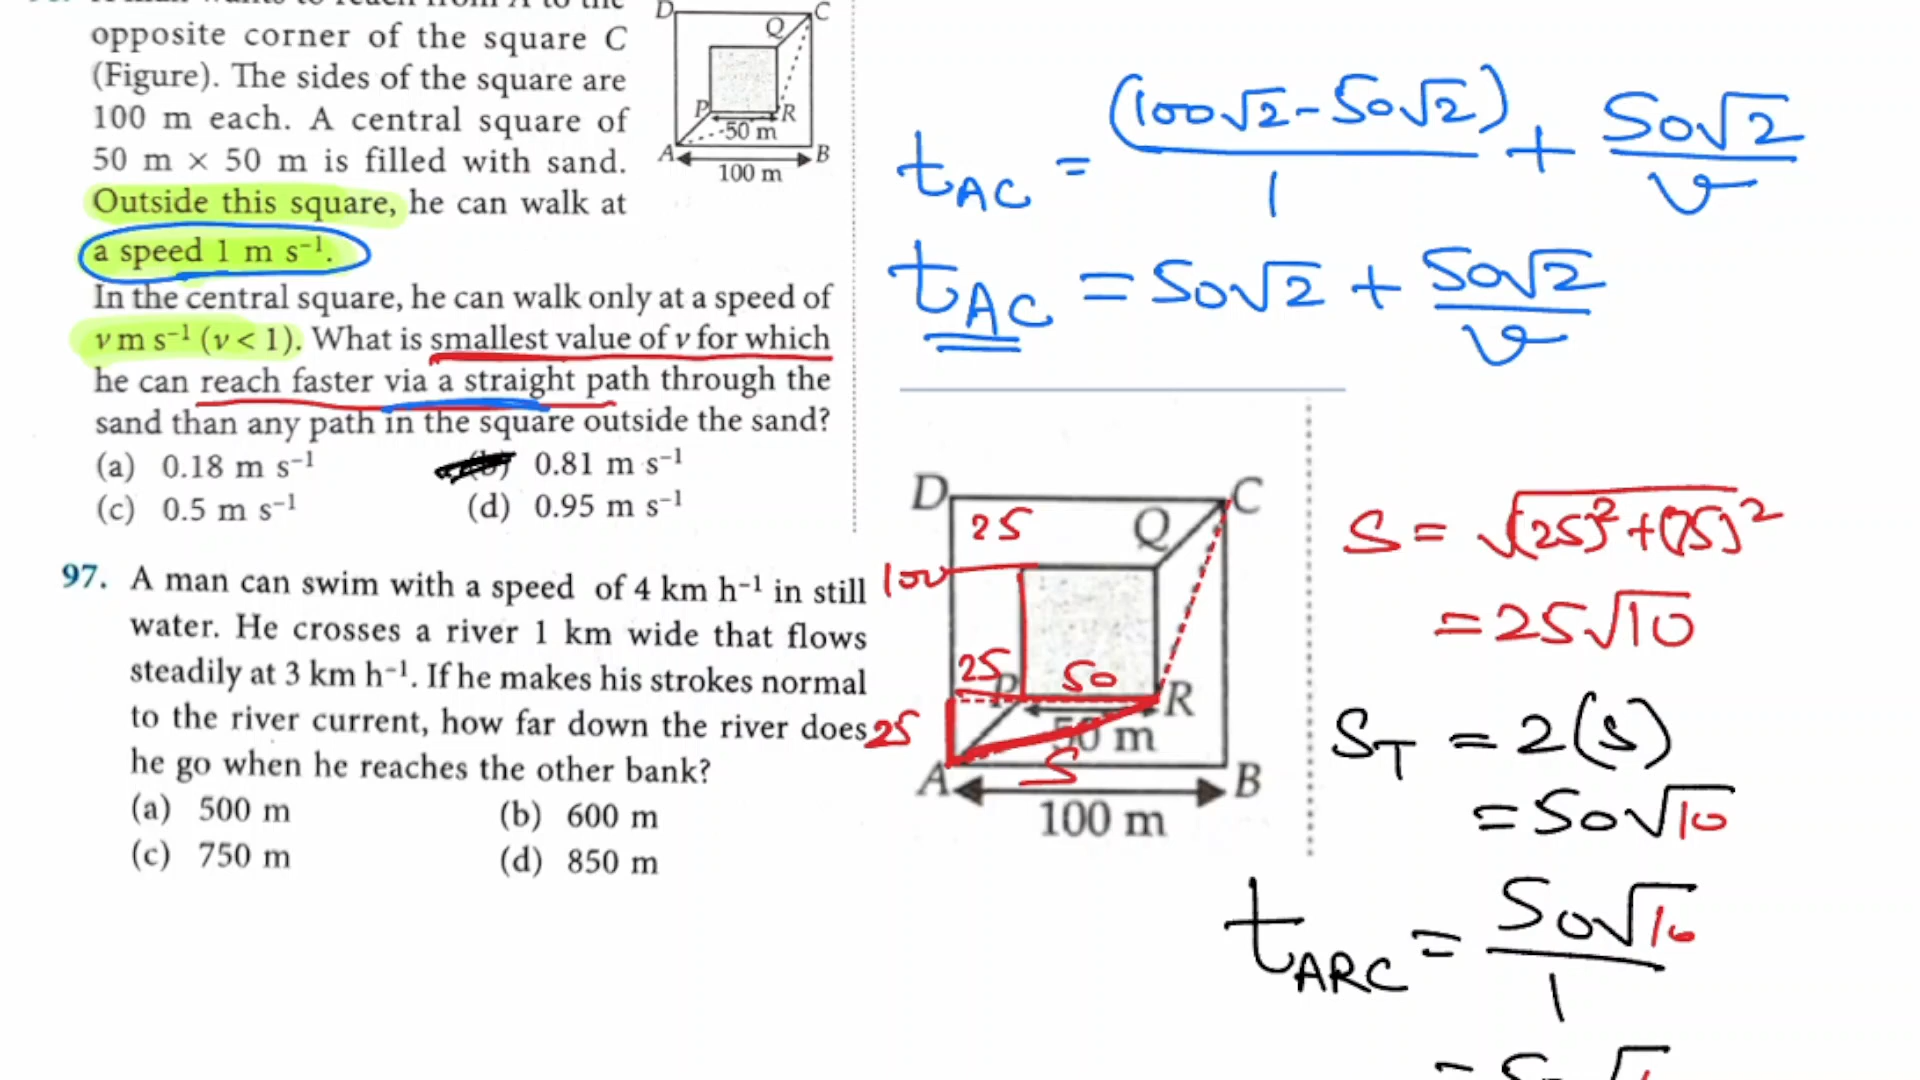 opposite corner of the square C
(Figure). The sides of the square are
100 m each. A central square of
50 m × 50 m is filled with sand.
Outside this square, he can walk at
a speed 1 m s⁻¹.
In the central square, he can walk only at a speed of
v m s⁻¹ (v < 1). What is smallest value of v for which
he can reach faster via a straight path through the
sand than any path in the square outside the sand?
(a) 0.18 m s⁻¹ (b) 0.81 m s⁻¹
(c) 0.5 m s⁻¹ (d) 0.95 m s⁻¹
D C
Q
P R
50 m
A B
100 m
97. A man can swim with a speed of 4 km h⁻¹ in still
water. He crosses a river 1 km wide that flows
steadily at 3 km h⁻¹. If he makes his strokes normal
to the river current, how far down the river does
he go when he reaches the other bank?
(a) 500 m (b) 600 m
(c) 750 m (d) 850 m
t_AC = (100√2-50√2)/1 + 50√2/v
t_AC = 50√2 + 50√2/v
D C
25 Q
100
25 50
P R
25 50 m
S
A B
100 m
S = √(25)²+(75)²
= 25√10
S_T = 2(S)
= 50√10
t_ARC = 50√10/1